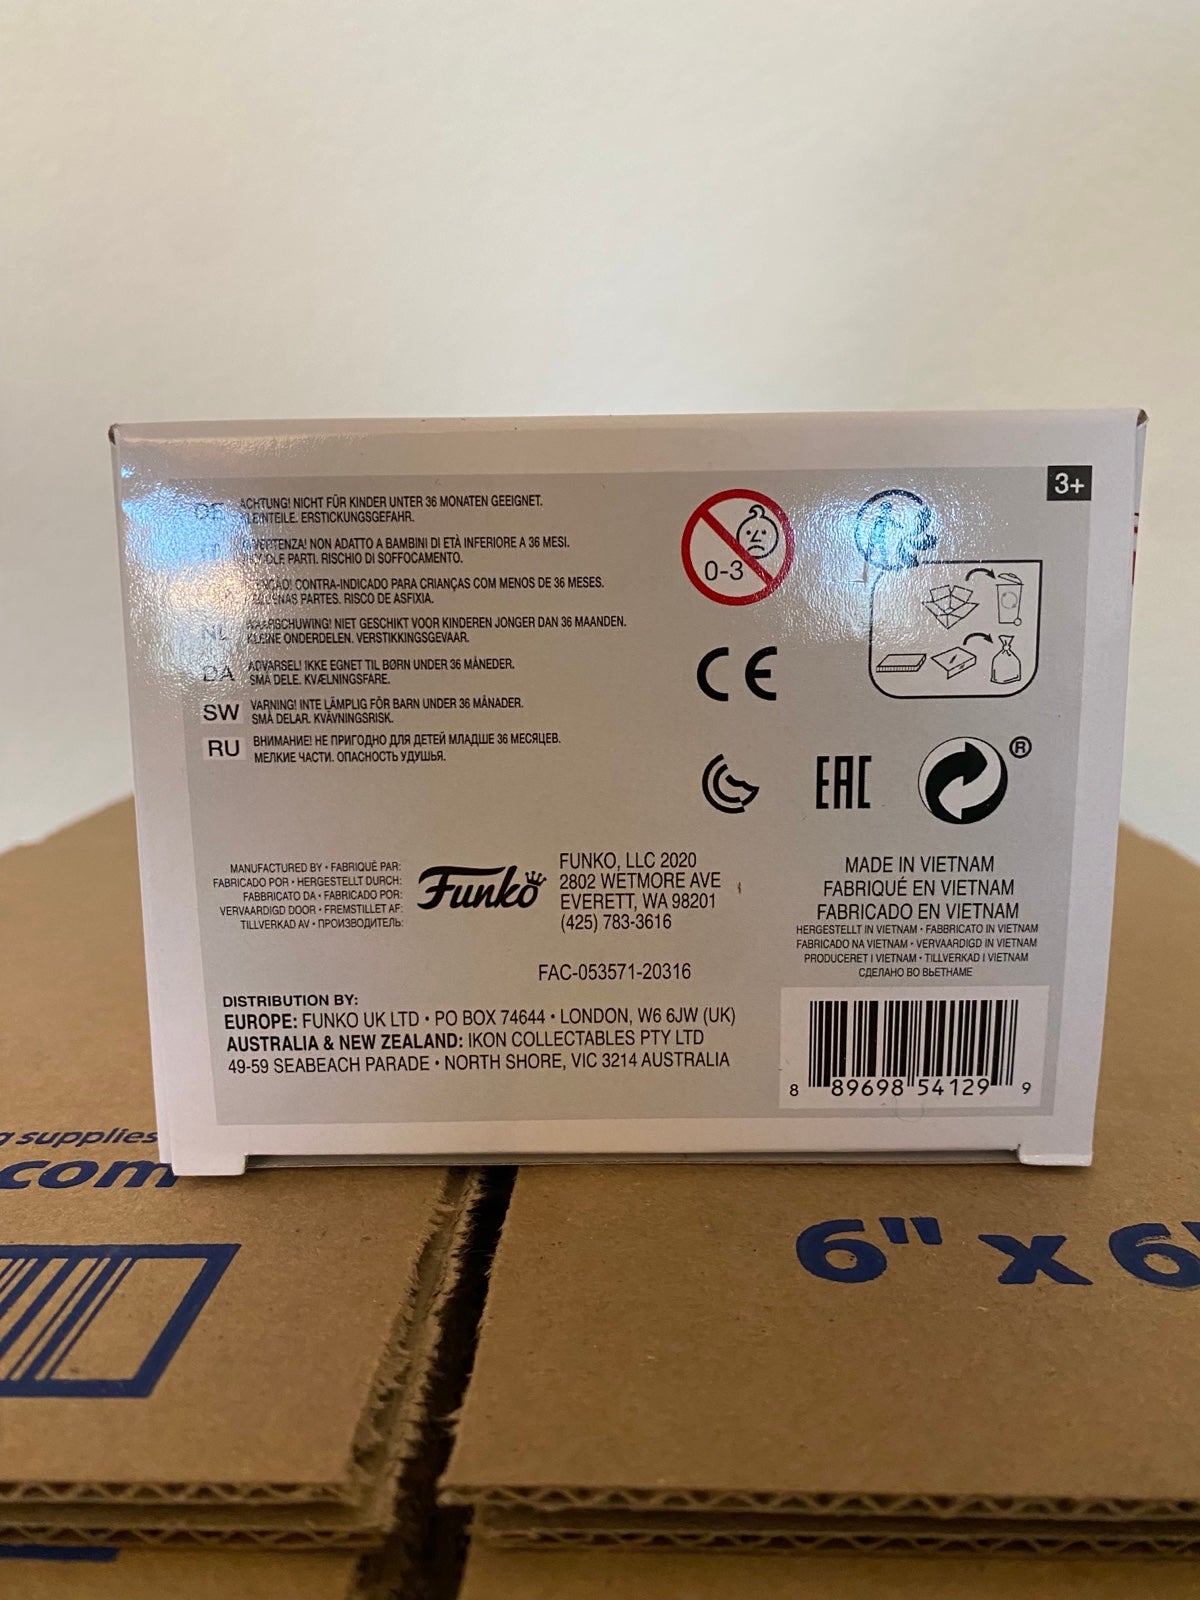 3+
DE ACHTUNG! NICHT FÜR KINDER UNTER 36 MONATEN GEEIGNET.
KLEINTEILE. ERSTICKUNGSGEFAHR.
NON ADATTO A BAMBINI DI ETÀ INFERIORE A 36 MESI.
PARTI. RISCHIO DI SOFFOCAMENTO.
CONTRA-INDICADO PARA CRIANÇAS COM MENOS DE 36 MESES.
PARTES. RISCO DE ASFIXIA.
NL WAARSCHUWING! NIET GESCHIKT VOOR KINDEREN JONGER DAN 36 MAANDEN.
KLEINE ONDERDELEN. VERSTIKKINGSGEVAAR.
DA ADVARSEL! IKKE EGNET TIL BØRN UNDER 36 MÅNEDER.
SMÅ DELE. KVÆLNINGSFARE.
SW VARNING! INTE LÄMPLIG FÖR BARN UNDER 36 MÅNADER.
SMÅ DELAR. KVÄVNINGSRISK.
RU ВНИМАНИЕ! НЕ ПРИГОДНО ДЛЯ ДЕТЕЙ МЛАДШЕ 36 МЕСЯЦЕВ.
МЕЛКИЕ ЧАСТИ. ОПАСНОСТЬ УДУШЬЯ.
0-3
CE
EAC
®
MANUFACTURED BY • FABRIQUÉ PAR:
FABRICADO POR • HERGESTELLT DURCH:
FABBRICATO DA • FABRICADO POR:
VERVAARDIGD DOOR • FREMSTILLET AF:
TILLVERKAD AV • ПРОИЗВОДИТЕЛЬ:
Funko
FUNKO, LLC 2020
2802 WETMORE AVE
EVERETT, WA 98201
(425) 783-3616
FAC-053571-20316
MADE IN VIETNAM
FABRIQUÉ EN VIETNAM
FABRICADO EN VIETNAM
HERGESTELLT IN VIETNAM • FABBRICATO IN VIETNAM
FABRICADO NA VIETNAM • VERVAARDIGD IN VIETNAM
PRODUCERET I VIETNAM • TILLVERKAD I VIETNAM
СДЕЛАНО ВО ВЬЕТНАМЕ
DISTRIBUTION BY:
EUROPE: FUNKO UK LTD • PO BOX 74644 • LONDON, W6 6JW (UK)
AUSTRALIA & NEW ZEALAND: IKON COLLECTABLES PTY LTD
49-59 SEABEACH PARADE • NORTH SHORE, VIC 3214 AUSTRALIA
8 89698 54129 9
g supplies
com
6" x 6